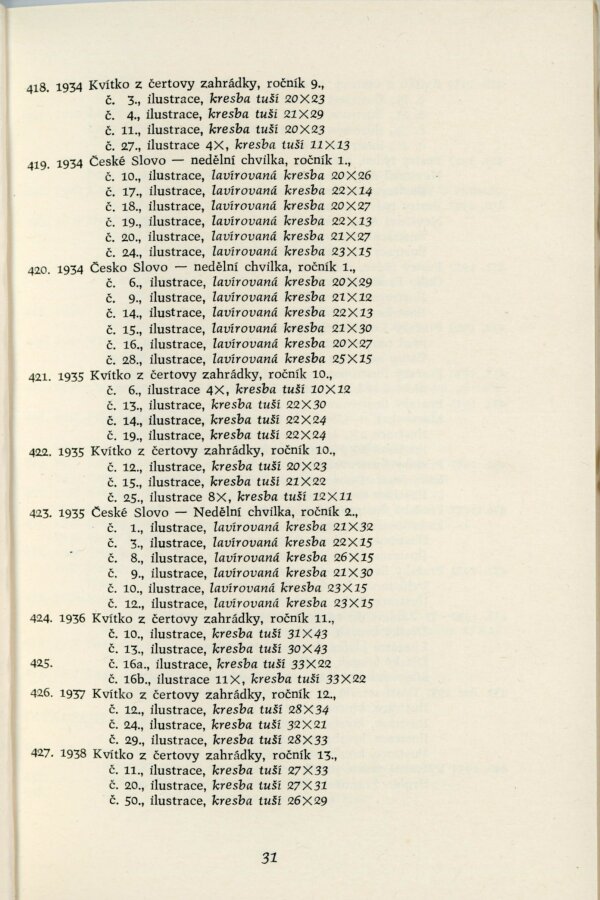 418. 1934 Kvítko z čertovy zahrádky, ročník 9.,
č. 3., ilustrace, kresba tuší 20×23
č. 4., ilustrace, kresba tuší 21×29
č. 11., ilustrace, kresba tuší 20×23
č. 27., ilustrace 4×, kresba tuší 11×13
419. 1934 České Slovo — nedělní chvilka, ročník 1.,
č. 10., ilustrace, lavírovaná kresba 20×26
č. 17., ilustrace, lavírovaná kresba 22×14
č. 18., ilustrace, lavírovaná kresba 20×27
č. 19., ilustrace, lavírovaná kresba 22×13
č. 20., ilustrace, lavírovaná kresba 21×27
č. 24., ilustrace, lavírovaná kresba 23×15
420. 1934 Česko Slovo — nedělní chvilka, ročník 1.,
č. 6., ilustrace, lavírovaná kresba 20×29
č. 9., ilustrace, lavírovaná kresba 21×12
č. 14., ilustrace, lavírovaná kresba 22×13
č. 15., ilustrace, lavírovaná kresba 21×30
č. 16., ilustrace, lavírovaná kresba 20×27
č. 28., ilustrace, lavírovaná kresba 25×15
421. 1935 Kvítko z čertovy zahrádky, ročník 10.,
č. 6., ilustrace 4×, kresba tuší 10×12
č. 13., ilustrace, kresba tuší 22×30
č. 14., ilustrace, kresba tuší 22×24
č. 19., ilustrace, kresba tuší 22×24
422. 1935 Kvítko z čertovy zahrádky, ročník 10.,
č. 12., ilustrace, kresba tuší 20×23
č. 15., ilustrace, kresba tuší 21×22
č. 25., ilustrace 8×, kresba tuší 12×11
423. 1935 České Slovo — Nedělní chvilka, ročník 2.,
č. 1., ilustrace, lavírovaná kresba 21×32
č. 3., ilustrace, lavírovaná kresba 22×15
č. 8., ilustrace, lavírovaná kresba 26×15
č. 9., ilustrace, lavírovaná kresba 21×30
č. 10., ilustrace, lavírovaná kresba 23×15
č. 12., ilustrace, lavírovaná kresba 23×15
424. 1936 Kvítko z čertovy zahrádky, ročník 11.,
č. 10., ilustrace, kresba tuší 31×43
č. 13., ilustrace, kresba tuší 30×43
425. č. 16a., ilustrace, kresba tuší 33×22
č. 16b., ilustrace 11×, kresba tuší 33×22
426. 1937 Kvítko z čertovy zahrádky, ročník 12.,
č. 12., ilustrace, kresba tuší 28×34
č. 24., ilustrace, kresba tuší 32×21
č. 29., ilustrace, kresba tuší 28×33
427. 1938 Kvítko z čertovy zahrádky, ročník 13.,
č. 11., ilustrace, kresba tuší 27×33
č. 20., ilustrace, kresba tuší 27×31
č. 50., ilustrace, kresba tuší 26×29
31